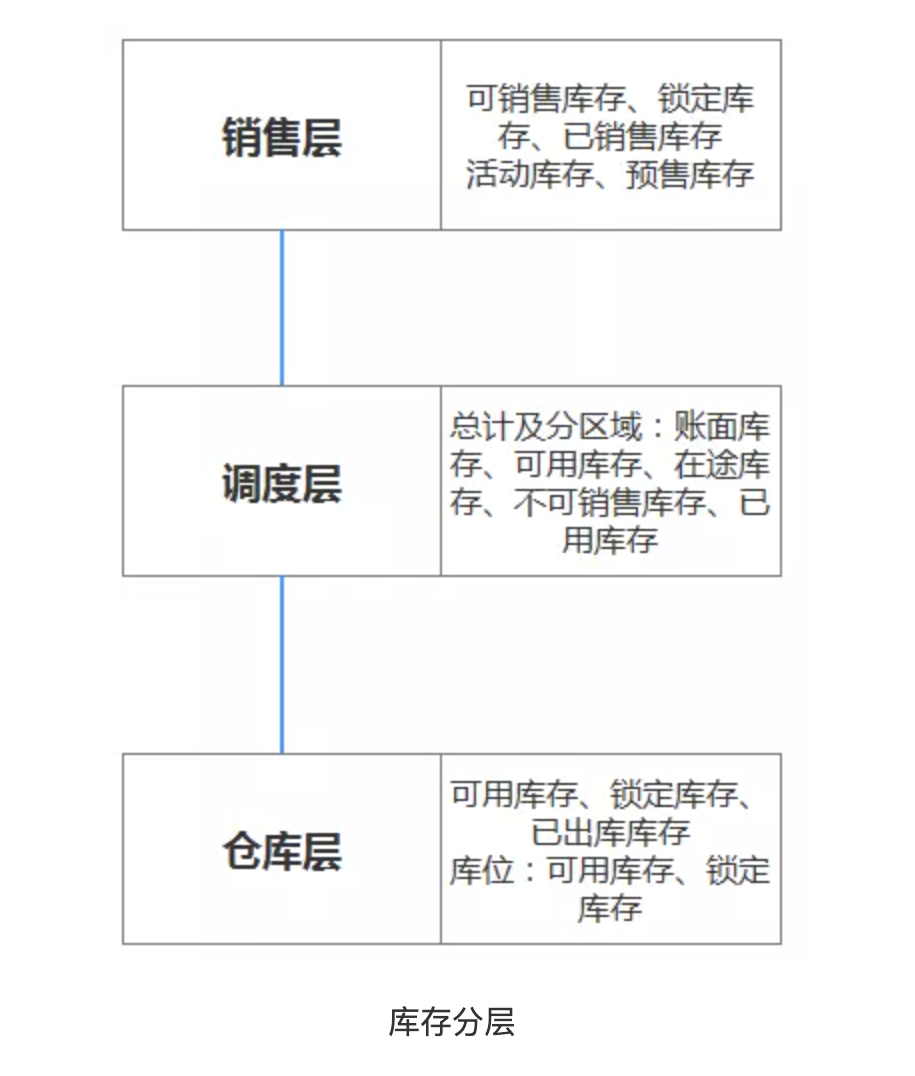 销售层
可销售库存、锁定库
存、已销售库存
活动库存、预售库存
调度层
总计及分区域：账面库
存、可用库存、在途库
存、不可销售库存、已
用库存
仓库层
可用库存、锁定库存、
已出库库存
库位：可用库存、锁定
库存
库存分层